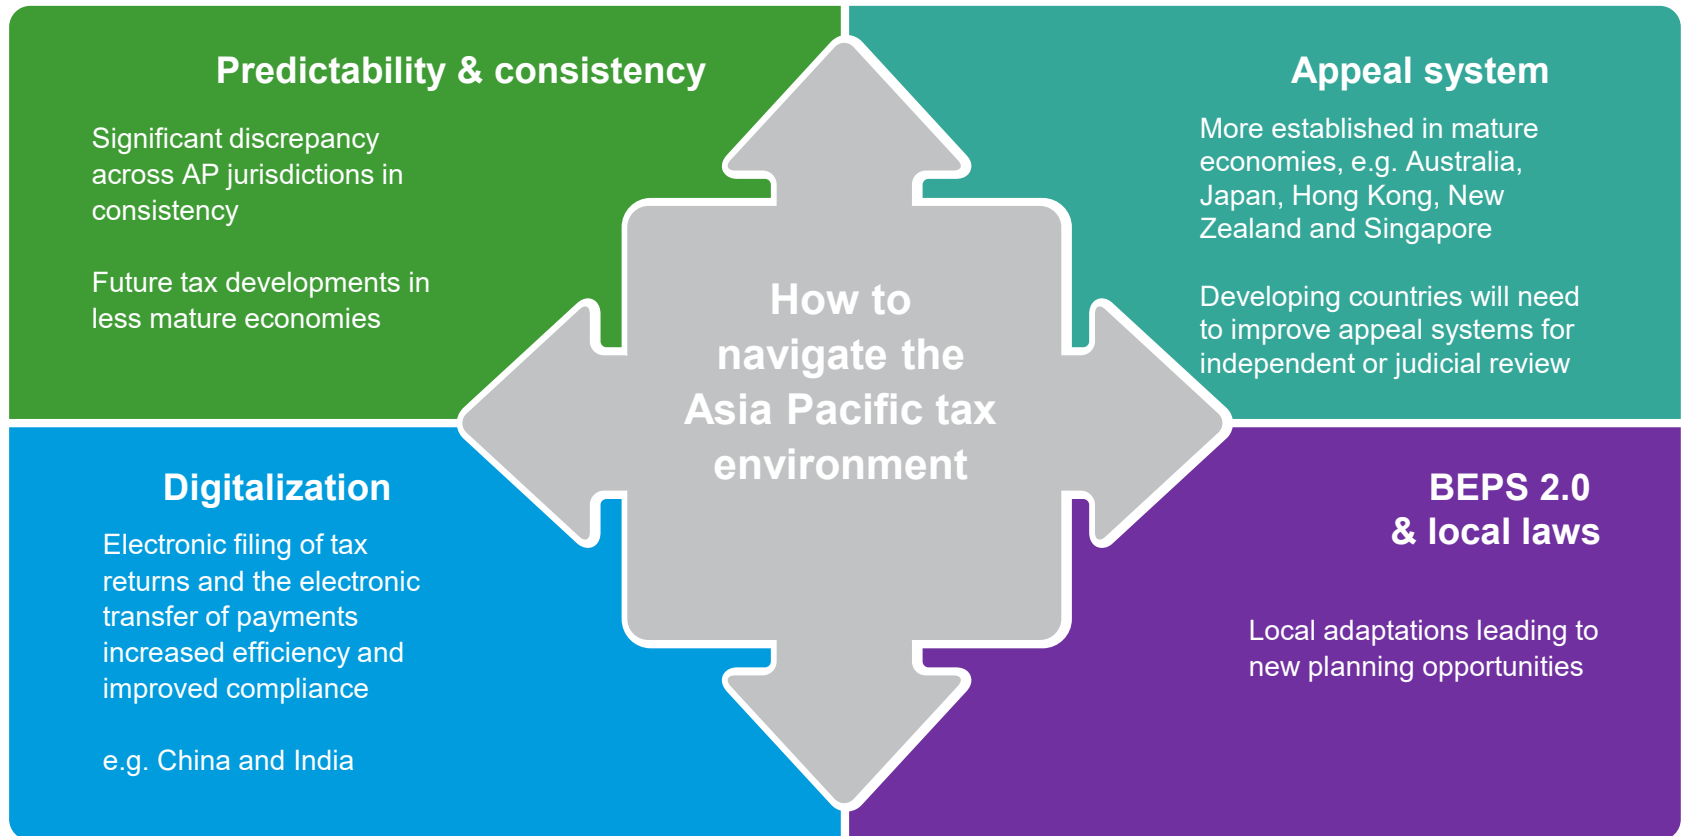 Predictability & consistency
Significant discrepancy
across AP jurisdictions in
consistency
Future tax developments in
less mature economies
Appeal system
More established in mature
economies, e.g. Australia,
Japan, Hong Kong, New
Zealand and Singapore
Developing countries will need
to improve appeal systems for
independent or judicial review
How to
navigate the
Asia Pacific tax
environment
Digitalization
Electronic filing of tax
returns and the electronic
transfer of payments
increased efficiency and
improved compliance
e.g. China and India
BEPS 2.0
& local laws
Local adaptations leading to
new planning opportunities